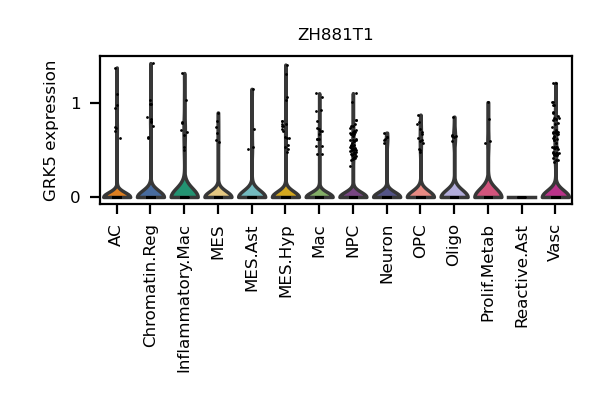 ZH881T1
GRK5 expression
1
0
AC
Chromatin.Reg
Inflammatory.Mac
MES
MES.Ast
MES.Hyp
Mac
NPC
Neuron
OPC
Oligo
Prolif.Metab
Reactive.Ast
Vasc